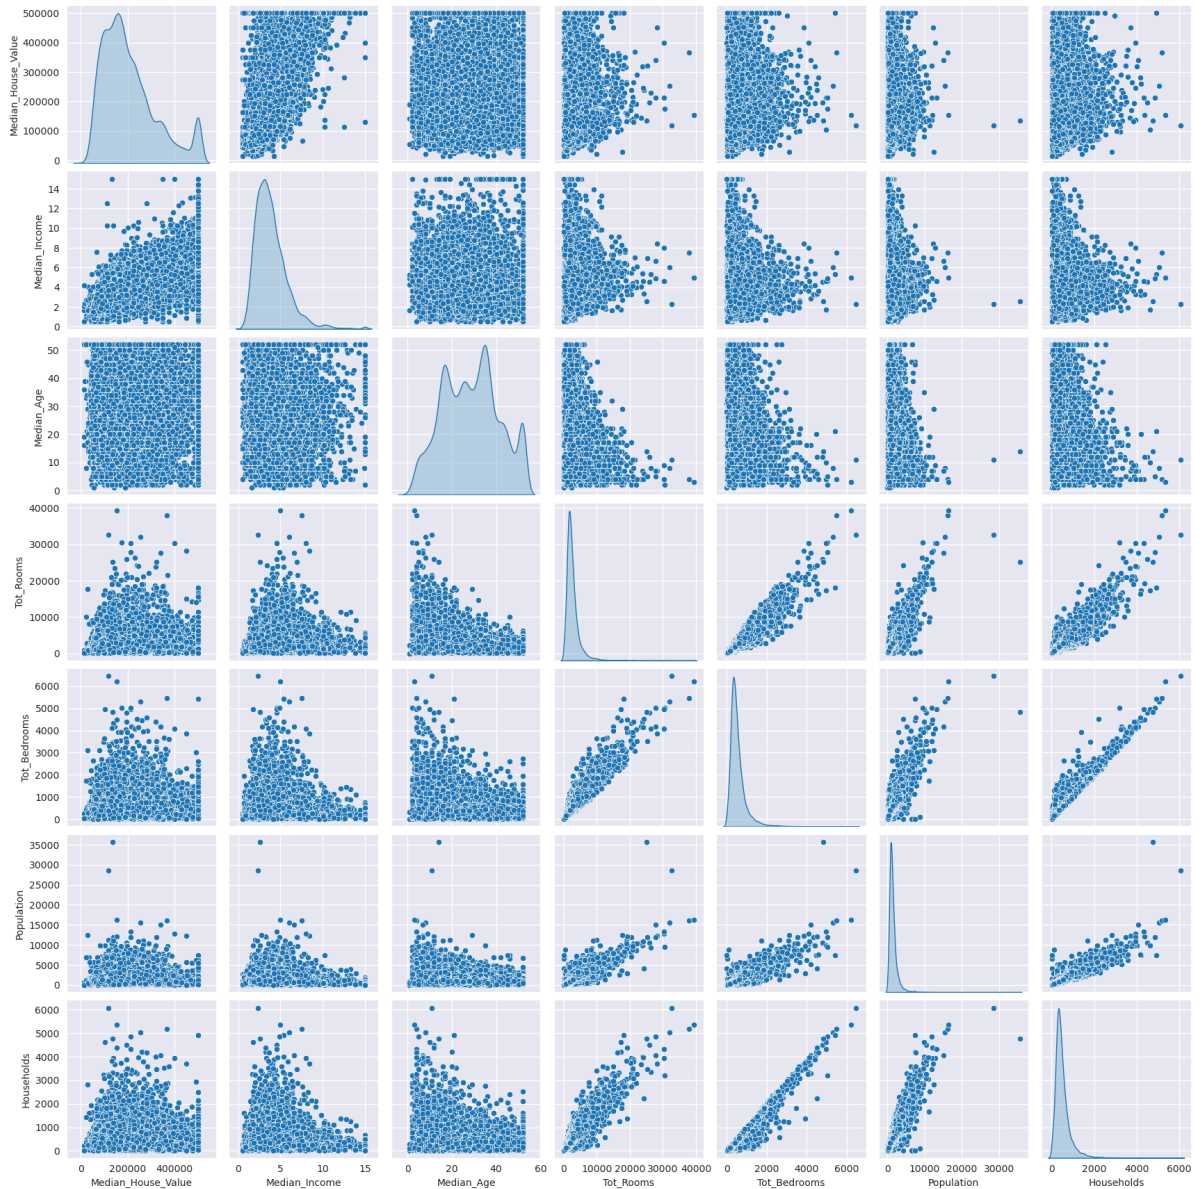 500000
400000
300000
200000
100000
0
Median_House_Value
14
12
10
8
6
4
2
0
Median_Income
50
40
30
20
10
0
Median_Age
40000
30000
20000
10000
0
Tot_Rooms
6000
5000
4000
3000
2000
1000
0
Tot_Bedrooms
35000
30000
25000
20000
15000
10000
5000
0
Population
6000
5000
4000
3000
2000
1000
0
Households
0 200000 400000
Median_House_Value
0 5 10 15
Median_Income
0 20 40 60
Median_Age
0 10000 20000 30000 40000
Tot_Rooms
0 2000 4000 6000
Tot_Bedrooms
0 10000 20000 30000
Population
0 2000 4000 6000
Households